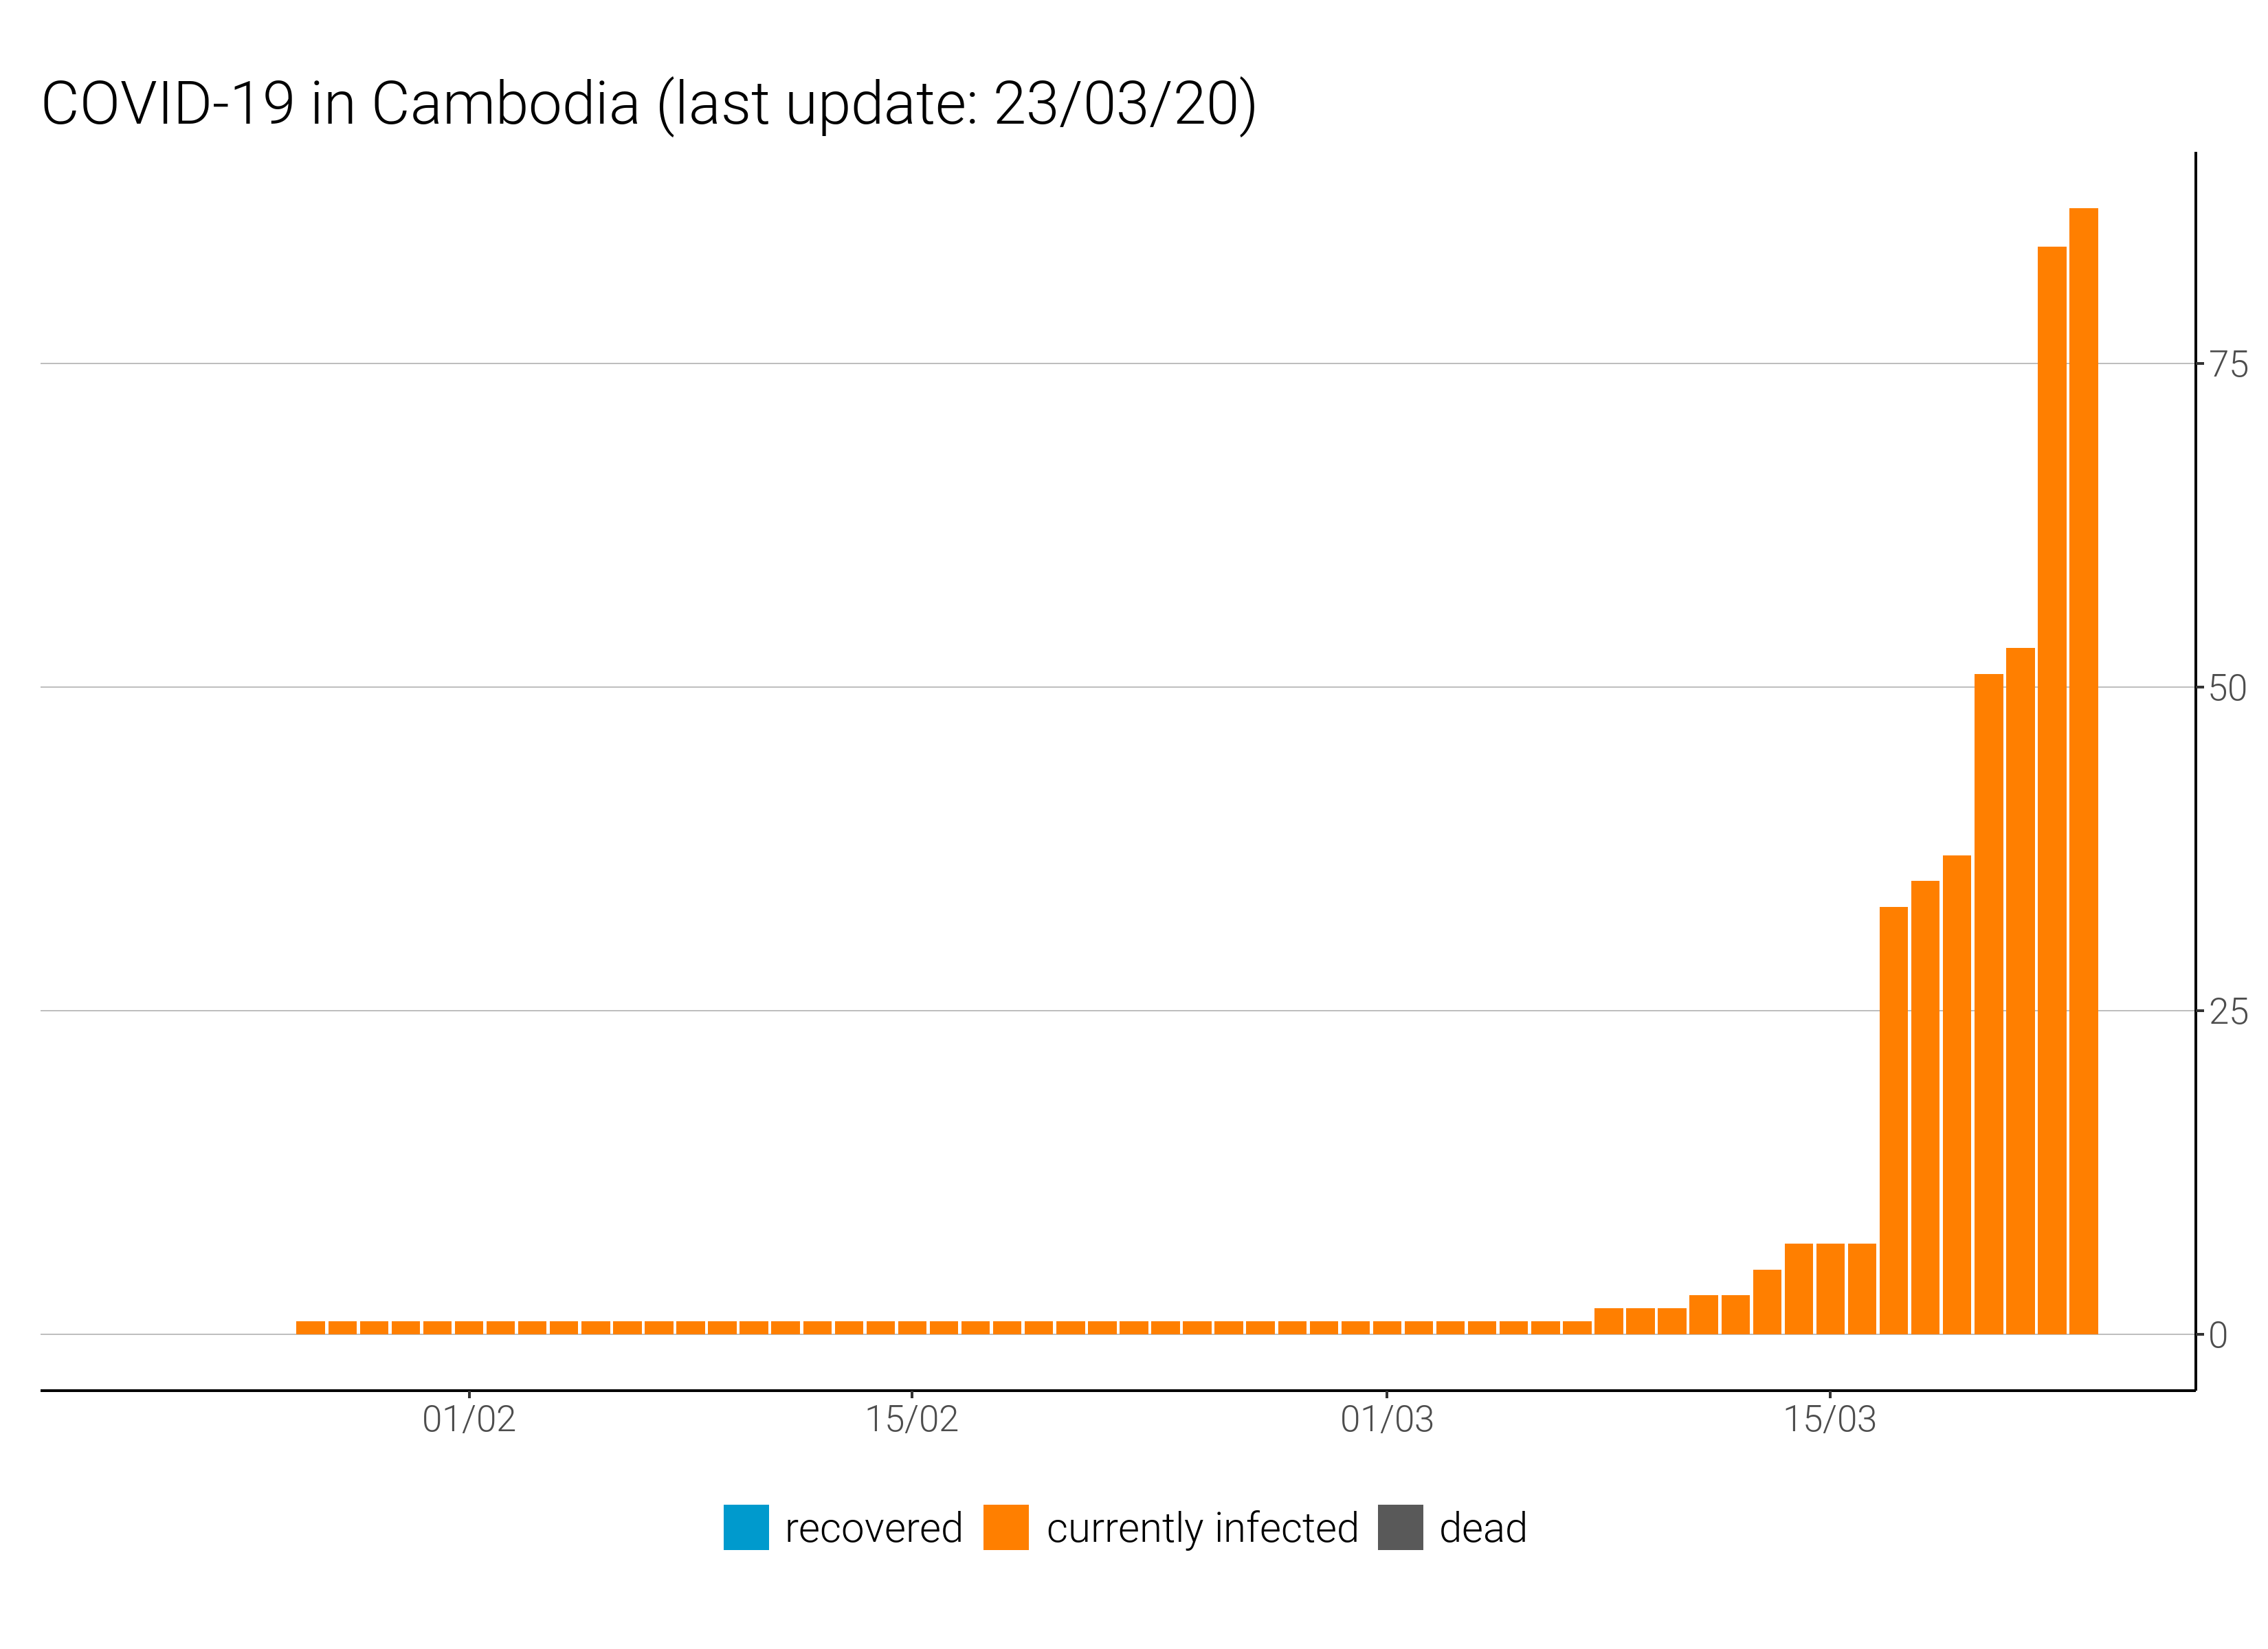 COVID-19 in Cambodia (last update: 23/03/20)
75
50
25
0
01/02 15/02 01/03 15/03
recovered currently infected dead